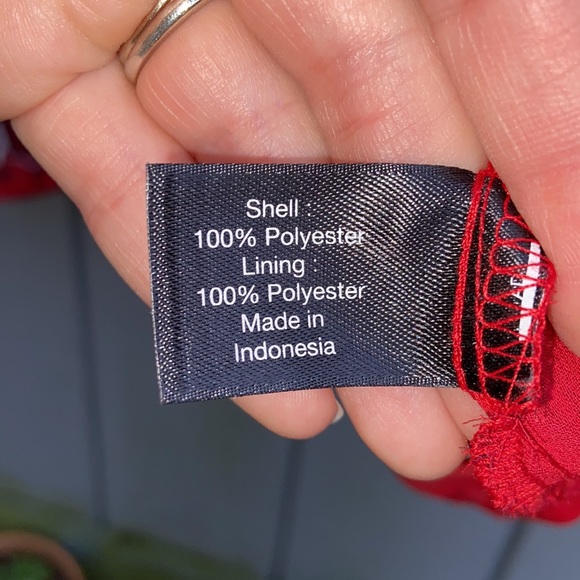 Shell :
100% Polyester
Lining :
100% Polyester
Made in
Indonesia